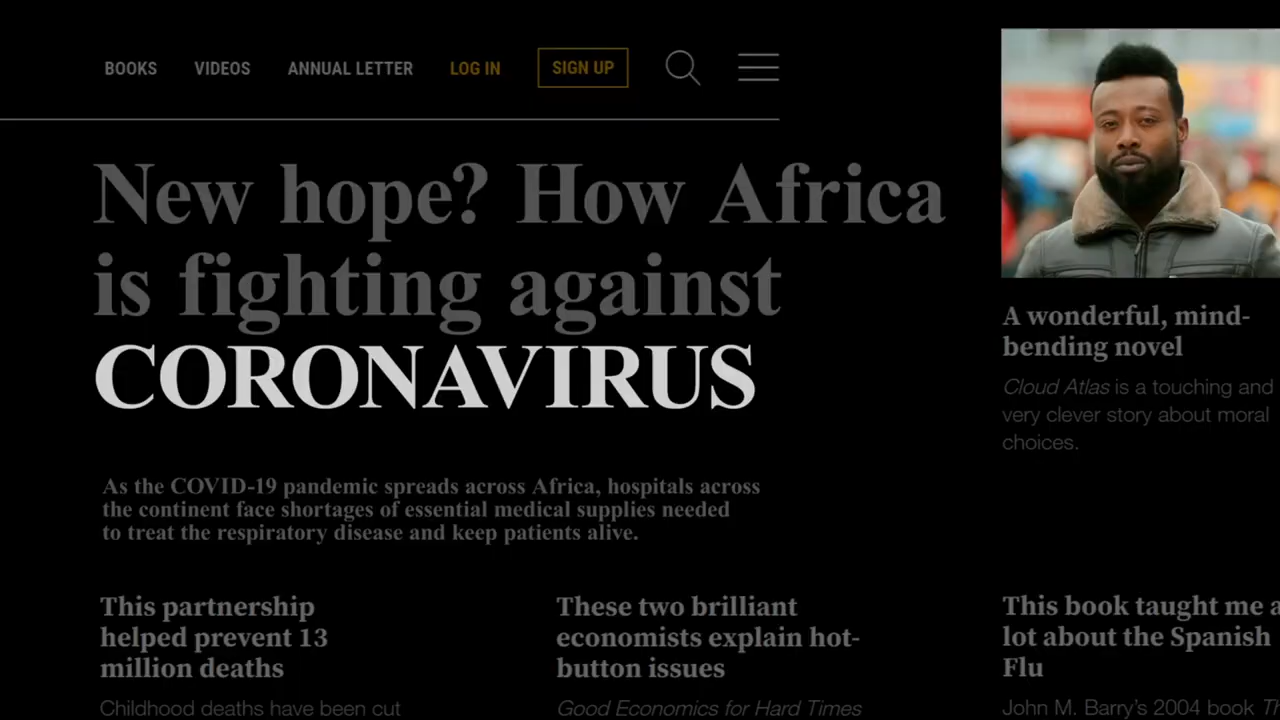 BOOKS VIDEOS ANNUAL LETTER LOG IN SIGN UP
New hope? How Africa
is fighting against
CORONAVIRUS
As the COVID-19 pandemic spreads across Africa, hospitals across
the continent face shortages of essential medical supplies needed
to treat the respiratory disease and keep patients alive.
A wonderful, mind-
bending novel
Cloud Atlas is a touching and
very clever story about moral
choices.
This partnership
helped prevent 13
million deaths
Childhood deaths have been cut
These two brilliant
economists explain hot-
button issues
Good Economics for Hard Times
This book taught me a
lot about the Spanish
Flu
John M. Barry's 2004 book